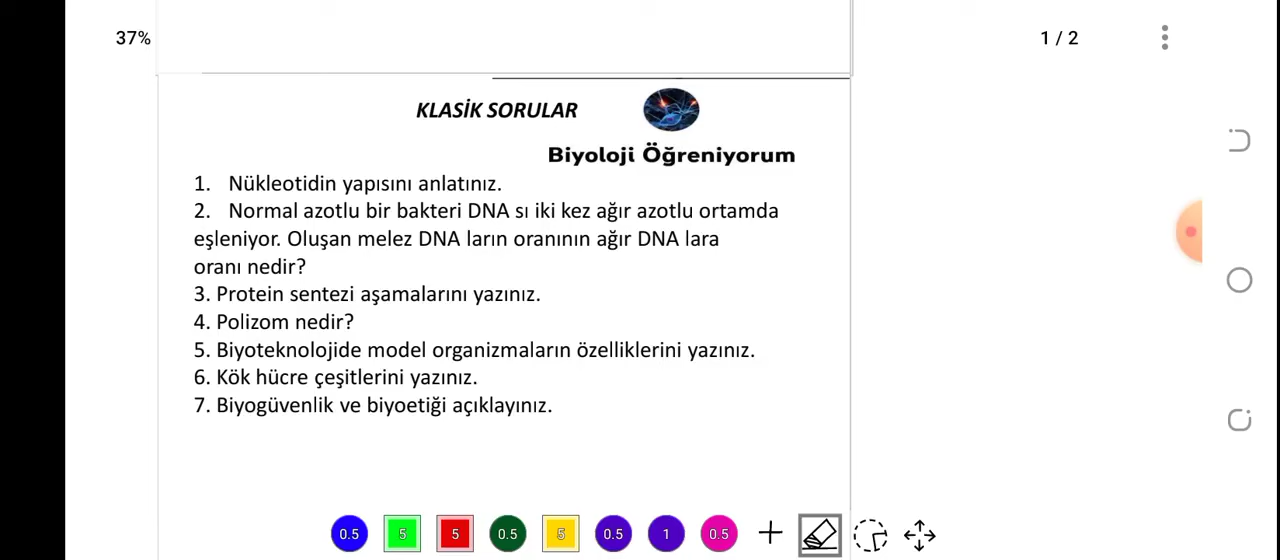 37%
1 / 2
KLASİK SORULAR
Biyoloji Öğreniyorum
1. Nükleotidin yapısını anlatınız.
2. Normal azotlu bir bakteri DNA sı iki kez ağır azotlu ortamda
eşleniyor. Oluşan melez DNA ların oranının ağır DNA lara
oranı nedir?
3. Protein sentezi aşamalarını yazınız.
4. Polizom nedir?
5. Biyoteknolojide model organizmaların özelliklerini yazınız.
6. Kök hücre çeşitlerini yazınız.
7. Biyogüvenlik ve biyoetiği açıklayınız.
0.5 5 5 0.5 5 0.5 1 0.5